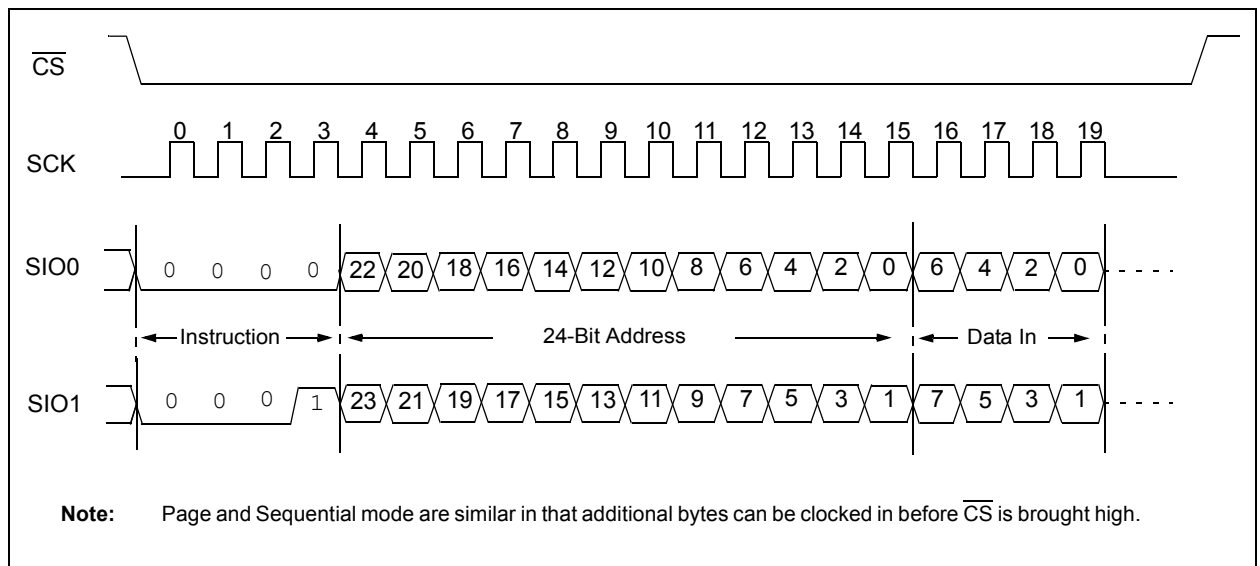 CS
0 1 2 3 4 5 6 7 8 9 10 11 12 13 14 15 16 17 18 19
SCK
SIO0 0 0 0 0 22 20 18 16 14 12 10 8 6 4 2 0 6 4 2 0
Instruction 24-Bit Address Data In
SIO1 0 0 0 1 23 21 19 17 15 13 11 9 7 5 3 1 7 5 3 1
Note: Page and Sequential mode are similar in that additional bytes can be clocked in before CS is brought high.